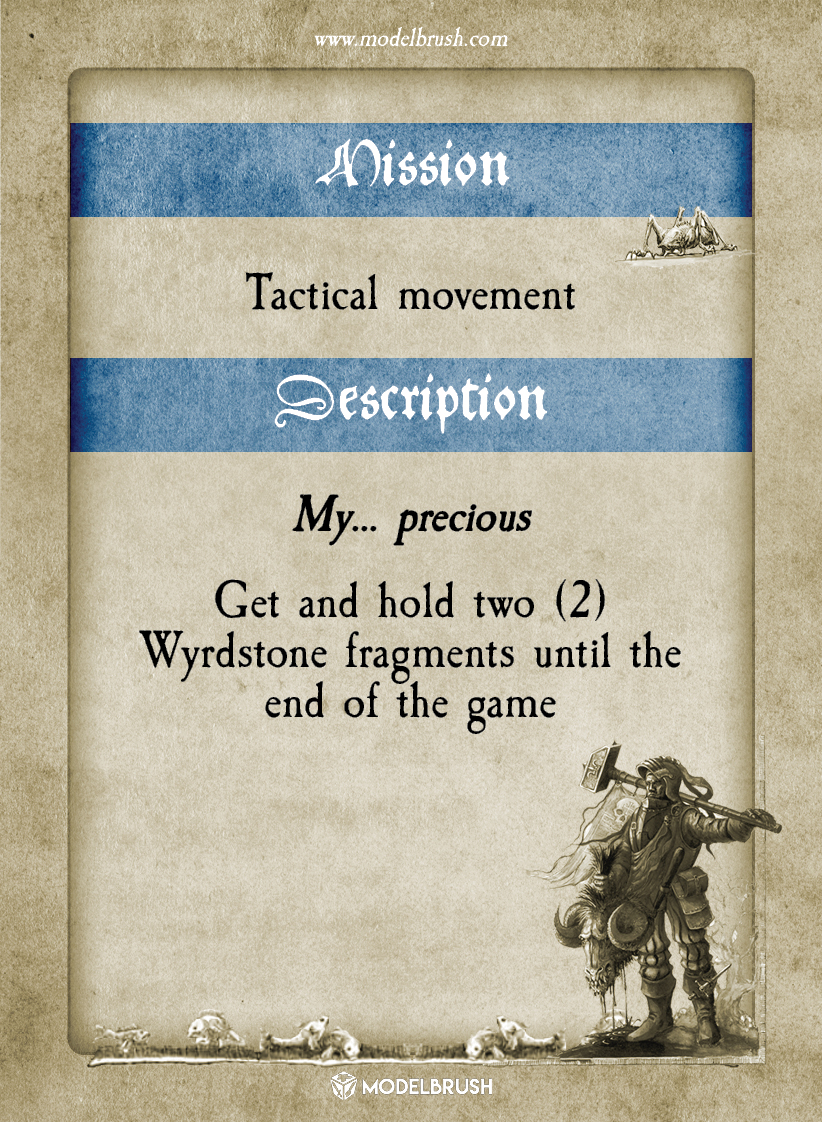 www.modelbrush.com
Mission
Tactical movement
Description
My... precious
Get and hold two (2)
Wyrdstone fragments until the
end of the game
MODELBRUSH